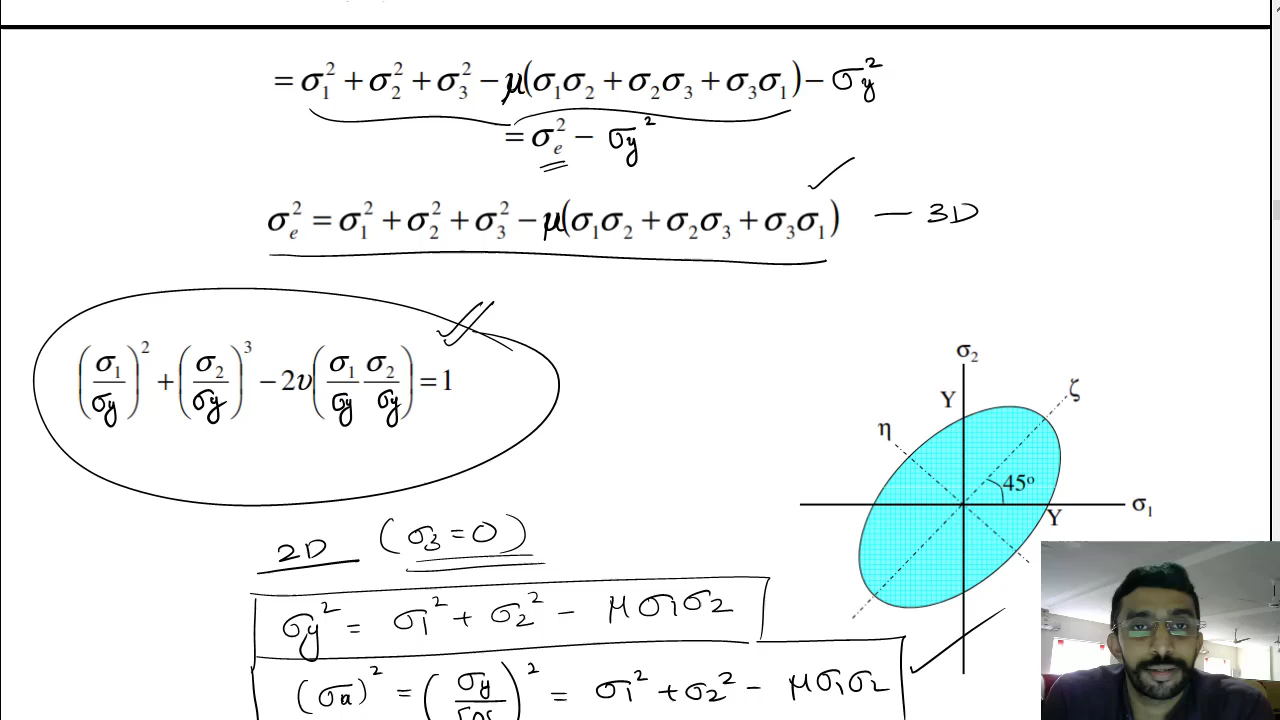 = σ₁² + σ₂² + σ₃² − μ(σ₁σ₂ + σ₂σ₃ + σ₃σ₁) − σy²
= σₑ² − σy²
σₑ² = σ₁² + σ₂² + σ₃² − μ(σ₁σ₂ + σ₂σ₃ + σ₃σ₁) — 3D
(σ₁/σy)² + (σ₂/σy)³ − 2υ(σ₁/σy σ₂/σy) = 1
σ₂
Y
ζ
η
45º
σ₁
Y
2D (σ₃ = 0)
σy² = σ₁² + σ₂² − μσ₁σ₂
(σa)² = (σy/FOS)² = σ₁² + σ₂² − μσ₁σ₂